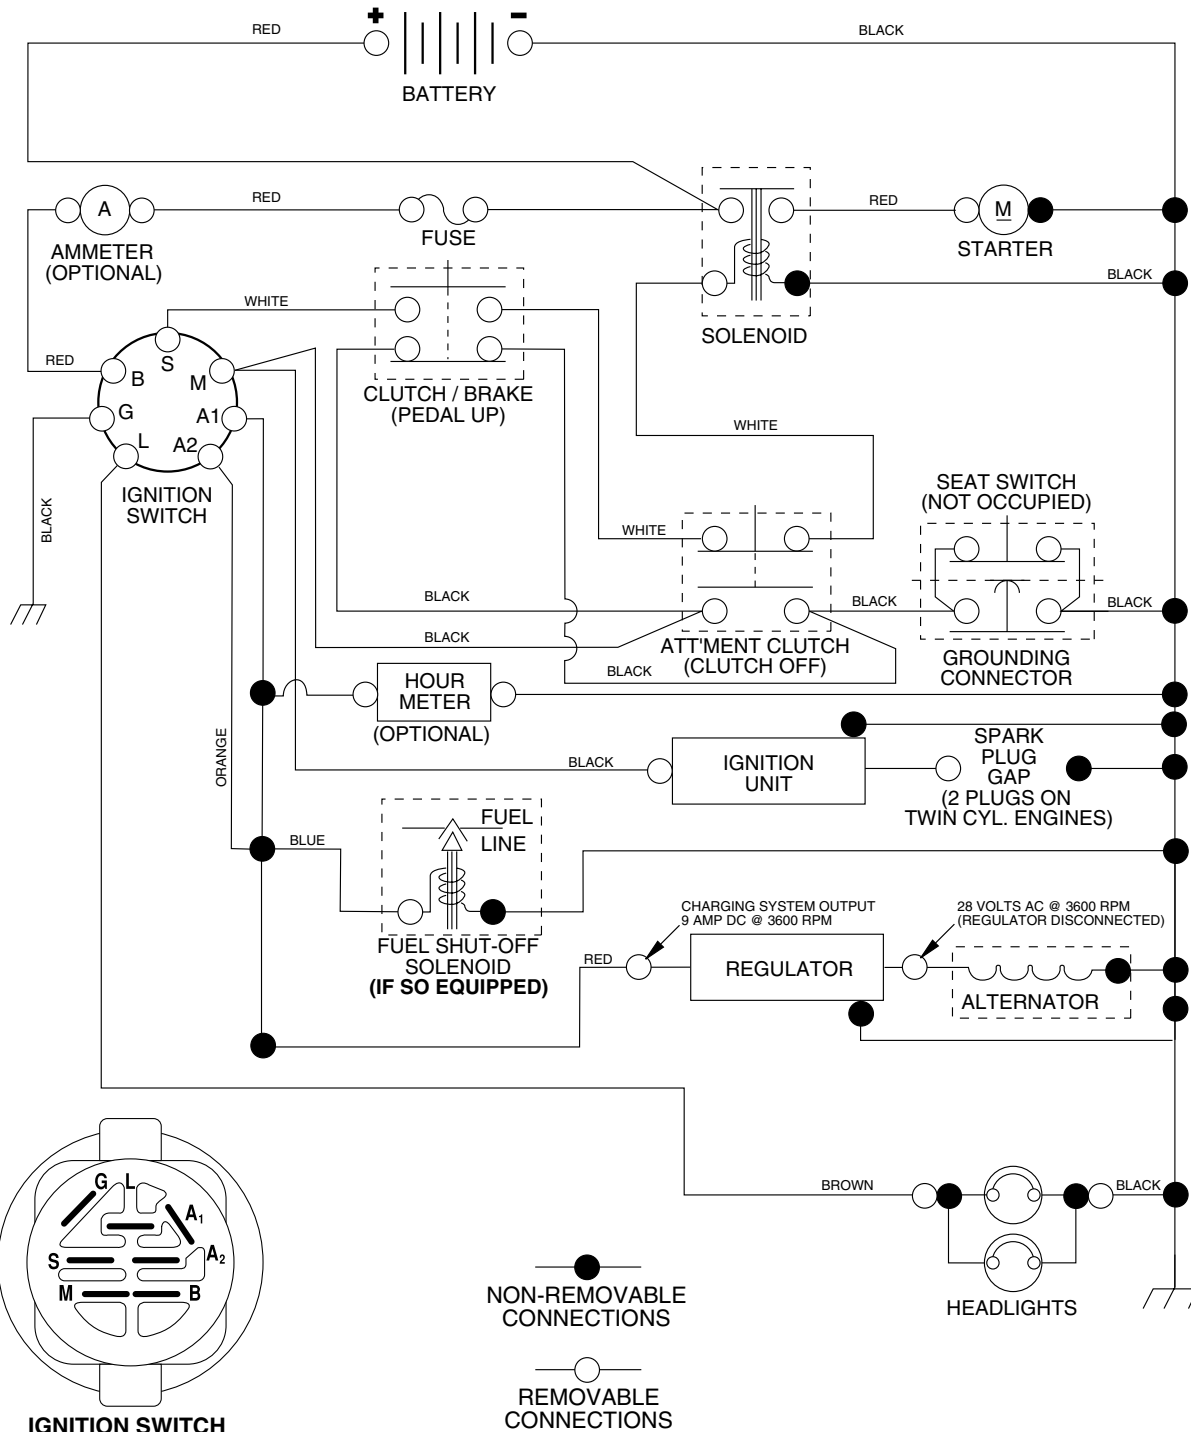 + −
RED
BLACK
BATTERY
A
RED
RED
M
AMMETER
(OPTIONAL)
FUSE
STARTER
BLACK
WHITE
SOLENOID
RED
S
B
M
G
A1
L
A2
CLUTCH / BRAKE
(PEDAL UP)
WHITE
IGNITION
SWITCH
BLACK
SEAT SWITCH
(NOT OCCUPIED)
WHITE
BLACK
BLACK
BLACK
BLACK
ATT'MENT CLUTCH
(CLUTCH OFF)
BLACK
GROUNDING
CONNECTOR
HOUR
METER
(OPTIONAL)
ORANGE
BLACK
IGNITION
UNIT
SPARK
PLUG
GAP
(2 PLUGS ON
TWIN CYL. ENGINES)
BLUE
FUEL
LINE
FUEL SHUT-OFF
SOLENOID
(IF SO EQUIPPED)
CHARGING SYSTEM OUTPUT
9 AMP DC @ 3600 RPM
28 VOLTS AC @ 3600 RPM
(REGULATOR DISCONNECTED)
RED
REGULATOR
ALTERNATOR
BROWN
BLACK
HEADLIGHTS
G L
A1
S
A2
M
B
IGNITION SWITCH
NON-REMOVABLE
CONNECTIONS
REMOVABLE
CONNECTIONS